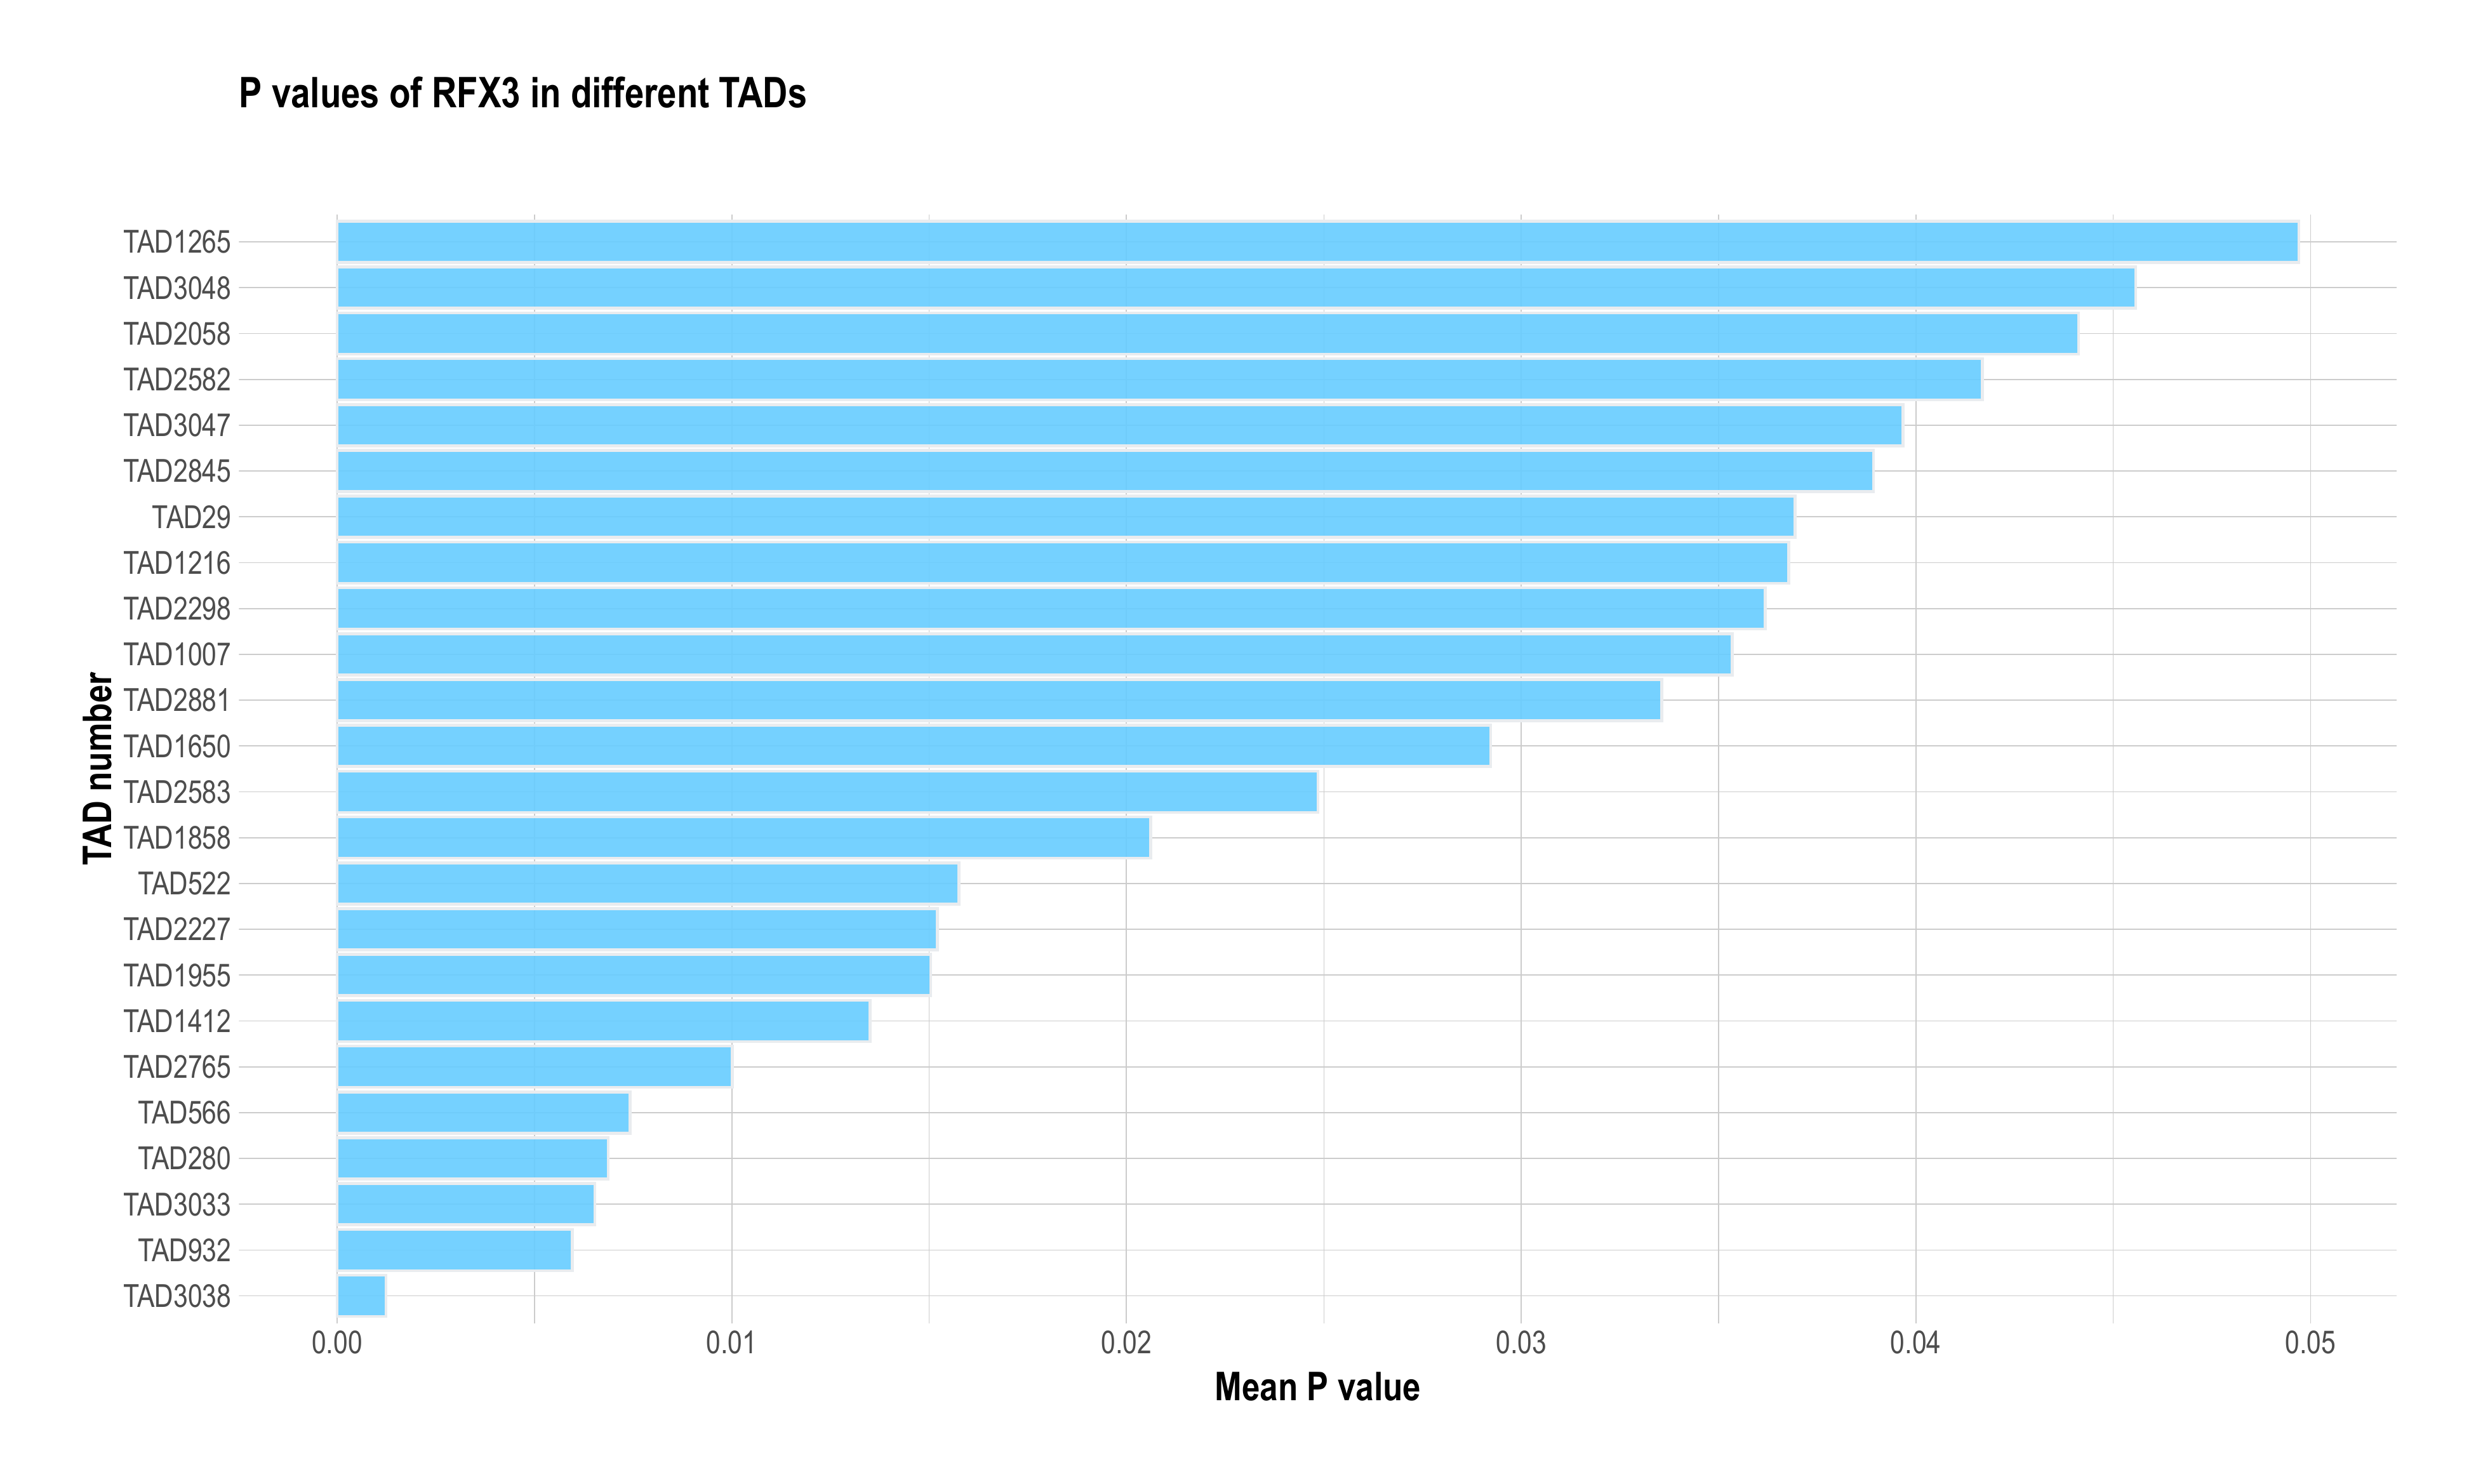 P values of RFX3 in different TADs
TAD number
TAD1265
TAD3048
TAD2058
TAD2582
TAD3047
TAD2845
TAD29
TAD1216
TAD2298
TAD1007
TAD2881
TAD1650
TAD2583
TAD1858
TAD522
TAD2227
TAD1955
TAD1412
TAD2765
TAD566
TAD280
TAD3033
TAD932
TAD3038
0.00 0.01 0.02 0.03 0.04 0.05
Mean P value